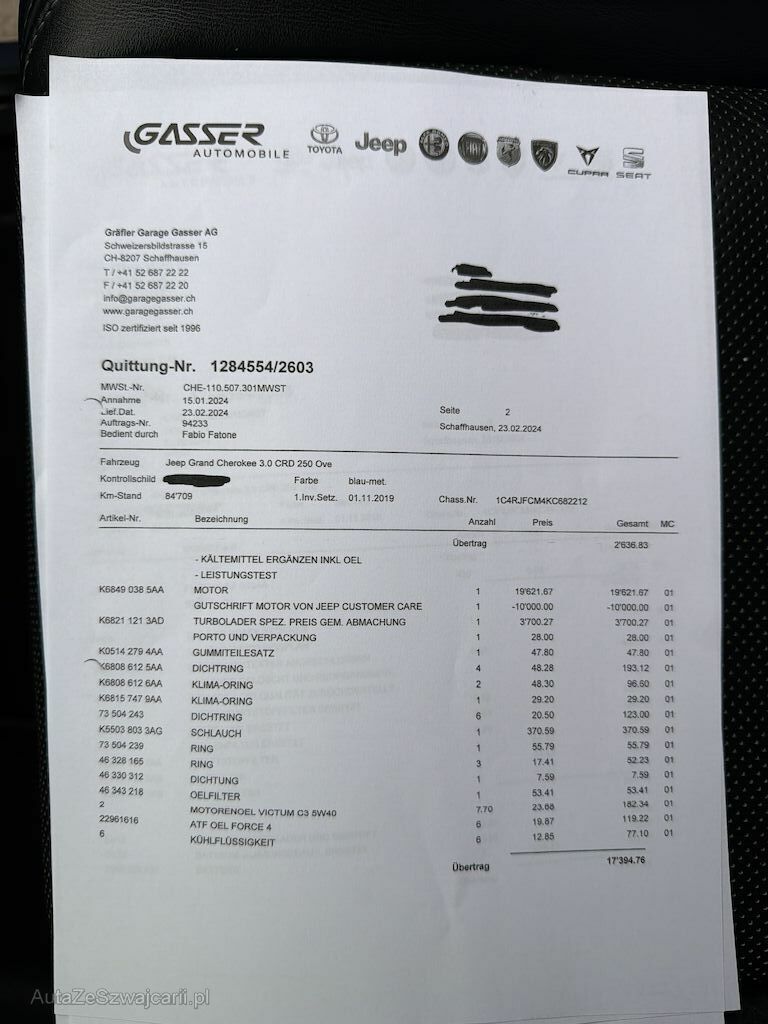 GASSER
AUTOMOBILE
TOYOTA
Jeep
FIAT
CUPRA
SEAT
Gräfler Garage Gasser AG
Schweizersbildstrasse 15
CH-8207 Schaffhausen
T / +41 52 687 22 22
F / +41 52 687 22 20
info@garagegasser.ch
www.garagegasser.ch
ISO zertifiziert seit 1996
Quittung-Nr. 1284554/2603
MWSt.-Nr. CHE-110.507.301MWST
Annahme 15.01.2024
Lief.Dat. 23.02.2024
Auftrags-Nr. 94233
Bedient durch Fabio Fatone
Seite 2
Schaffhausen, 23.02.2024
Fahrzeug Jeep Grand Cherokee 3.0 CRD 250 Ove
Kontrollschild Farbe blau-met.
Km-Stand 84'709 1.Inv.Setz. 01.11.2019 Chass.Nr. 1C4RJFCM4KC682212
Artikel-Nr. Bezeichnung Anzahl Preis Gesamt MC
Übertrag 2'636.83
- KÄLTEMITTEL ERGÄNZEN INKL OEL
- LEISTUNGSTEST
K6849 038 5AA MOTOR 1 19'621.67 19'621.67 01
GUTSCHRIFT MOTOR VON JEEP CUSTOMER CARE 1 -10'000.00 -10'000.00 01
K6821 121 3AD TURBOLADER SPEZ. PREIS GEM. ABMACHUNG 1 3'700.27 3'700.27 01
PORTO UND VERPACKUNG 1 28.00 28.00 01
K0514 279 4AA GUMMITEILESATZ 1 47.80 47.80 01
K6808 612 5AA DICHTRING 4 48.28 193.12 01
K6808 612 6AA KLIMA-ORING 2 48.30 96.60 01
K6815 747 9AA KLIMA-ORING 1 29.20 29.20 01
73 504 243 DICHTRING 6 20.50 123.00 01
K5503 803 3AG SCHLAUCH 1 370.59 370.59 01
73 504 239 RING 1 55.79 55.79 01
46 328 165 RING 3 17.41 52.23 01
46 330 312 DICHTUNG 1 7.59 7.59 01
46 343 218 OELFILTER 1 53.41 53.41 01
2 MOTORENOEL VICTUM C3 5W40 7.70 23.68 182.34 01
22961616 ATF OEL FORCE 4 6 19.87 119.22 01
6 KÜHLFLÜSSIGKEIT 6 12.85 77.10 01
Übertrag 17'394.76
AutaZeSzwajcarii.pl